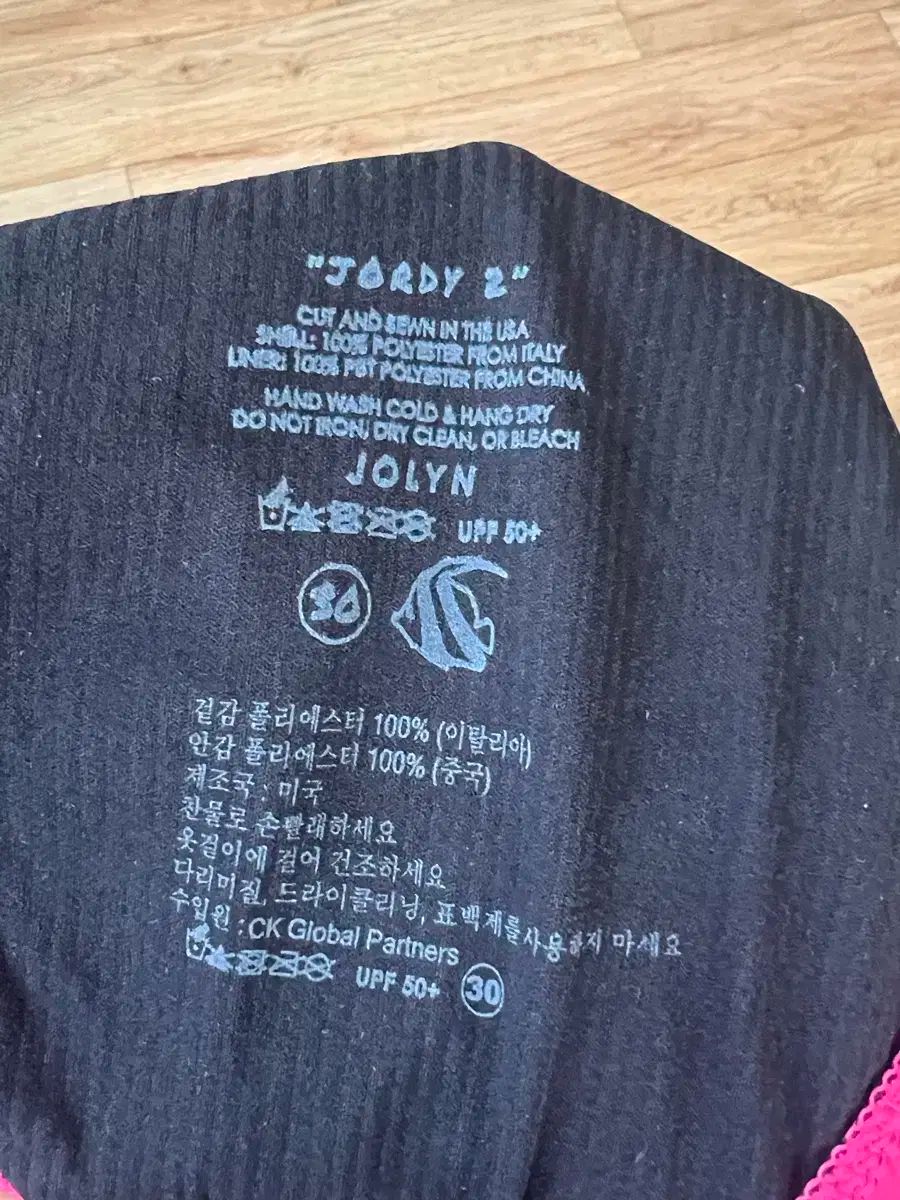 "JORDY 2"
CUT AND SEWN IN THE USA
SHELL: 100% POLYESTER FROM ITALY
LINER: 100% PBT POLYESTER FROM CHINA
HAND WASH COLD & HANG DRY
DO NOT IRON, DRY CLEAN, OR BLEACH
JOLYN
UPF 50+
30
겉감 폴리에스터 100% (이탈리아)
안감 폴리에스터 100% (중국)
제조국 : 미국
찬물로 손빨래하세요
옷걸이에 걸어 건조하세요
다리미질, 드라이클리닝, 표백제를사용하지 마세요
수입원 : CK Global Partners
UPF 50+ 30